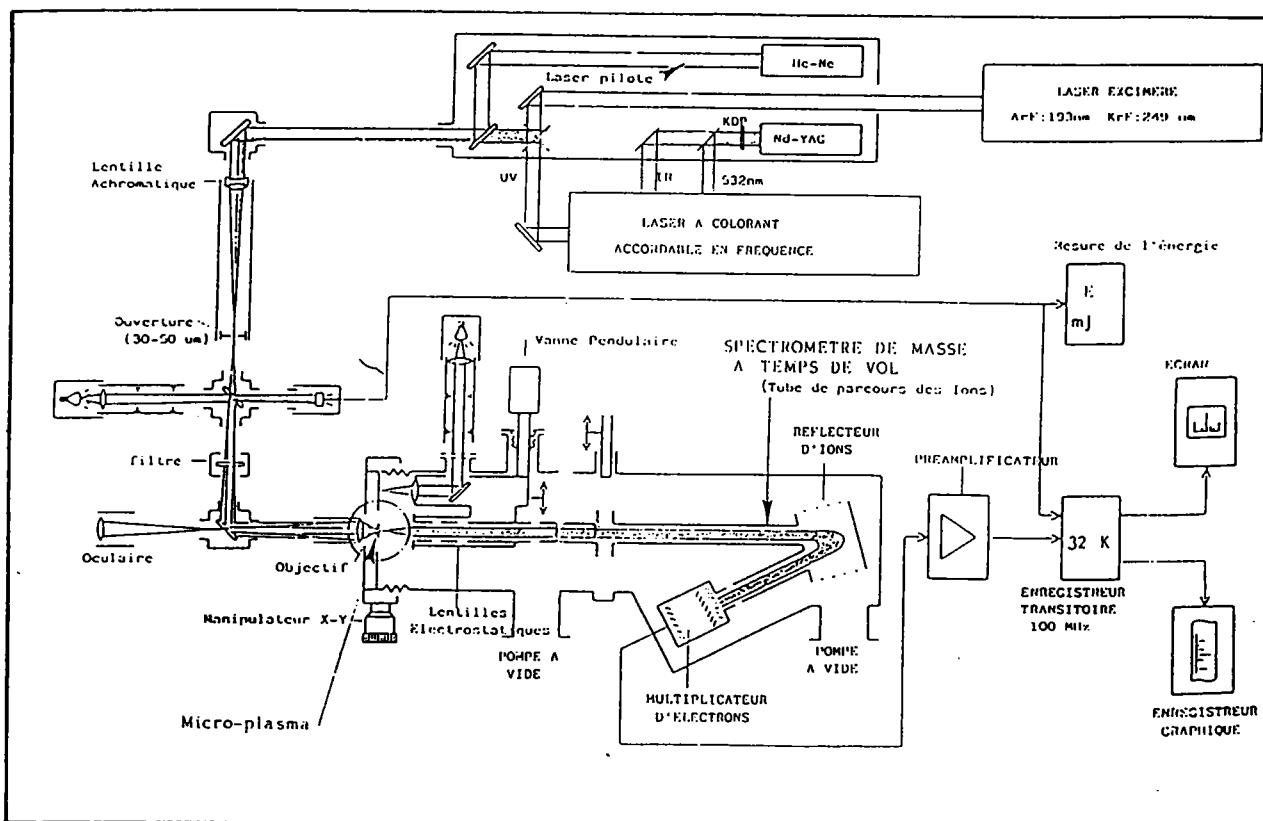 He-Ne
Laser pilote
LASER EXCIMERE
ArF:193nm KrF:249 nm
KDP
Nd-YAG
Lentille
Achromatique
UV
IR
532nm
LASER A COLORANT
ACCORDABLE EN FREQUENCE
Mesure de l'énergie
E
mJ
Ouverture
(30-50 um)
Vanne Pendulaire
SPECTROMETRE DE MASSE
A TEMPS DE VOL
(Tube de parcours des Ions)
ECRAN
REFLECTEUR
D'IONS
PREAMPLIFICATEUR
Filtre
Oculaire
Objectif
32 K
Manipulateur X-Y
Lentilles
Electrostatiques
ENREGISTREUR
TRANSITOIRE
100 MHz
POMPE A
VIDE
POMPE
A VIDE
MULTIPLICATEUR
D'ELECTRONS
Micro-plasma
ENREGISTREUR
GRAPHIQUE